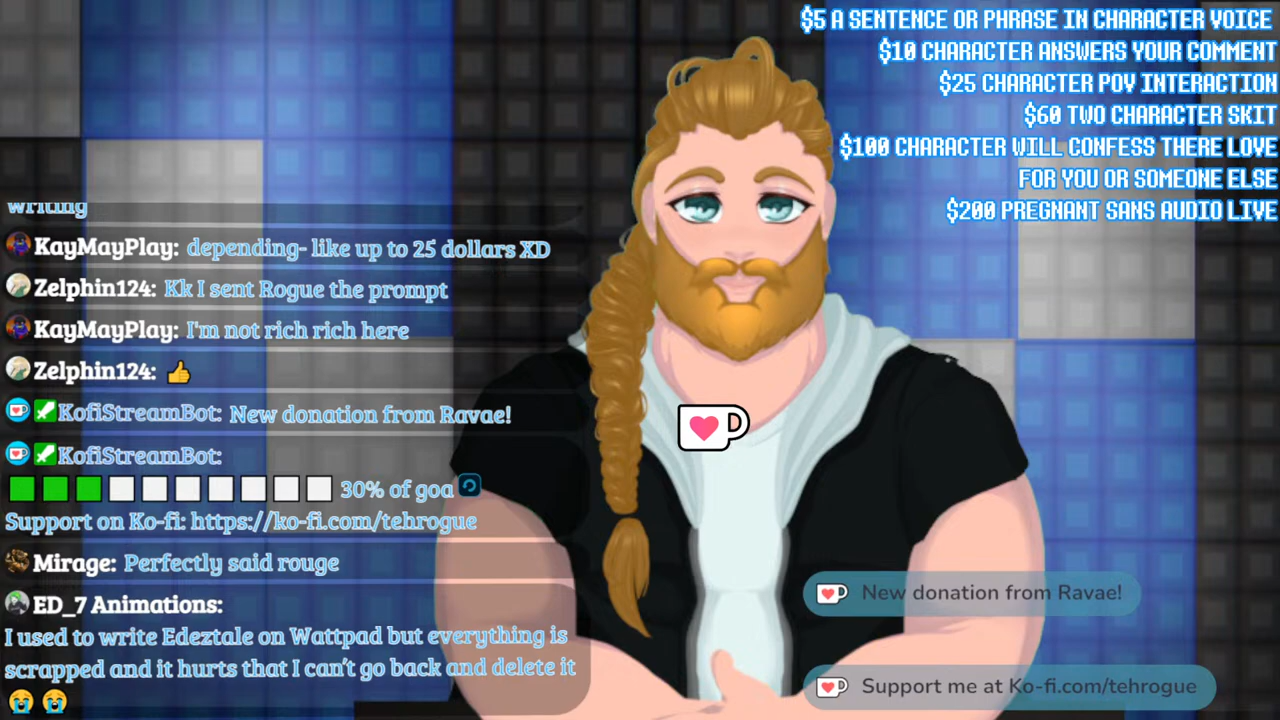 $5 A SENTENCE OR PHRASE IN CHARACTER VOICE
$10 CHARACTER ANSWERS YOUR COMMENT
$25 CHARACTER POV INTERACTION
$60 TWO CHARACTER SKIT
$100 CHARACTER WILL CONFESS THERE LOVE
FOR YOU OR SOMEONE ELSE
$200 PREGNANT SANS AUDIO LIVE
writing
KayMayPlay: depending- like up to 25 dollars XD
Zelphin124: Kk I sent Rogue the prompt
KayMayPlay: I'm not rich rich here
Zelphin124: 👍
KofiStreamBot: New donation from Ravae!
KofiStreamBot:
30% of goa
Support on Ko-fi: https://ko-fi.com/tehrogue
Mirage: Perfectly said rouge
ED_7 Animations:
I used to write Edeztale on Wattpad but everything is
scrapped and it hurts that I can't go back and delete it
😭 😭
New donation from Ravae!
Support me at Ko-fi.com/tehrogue